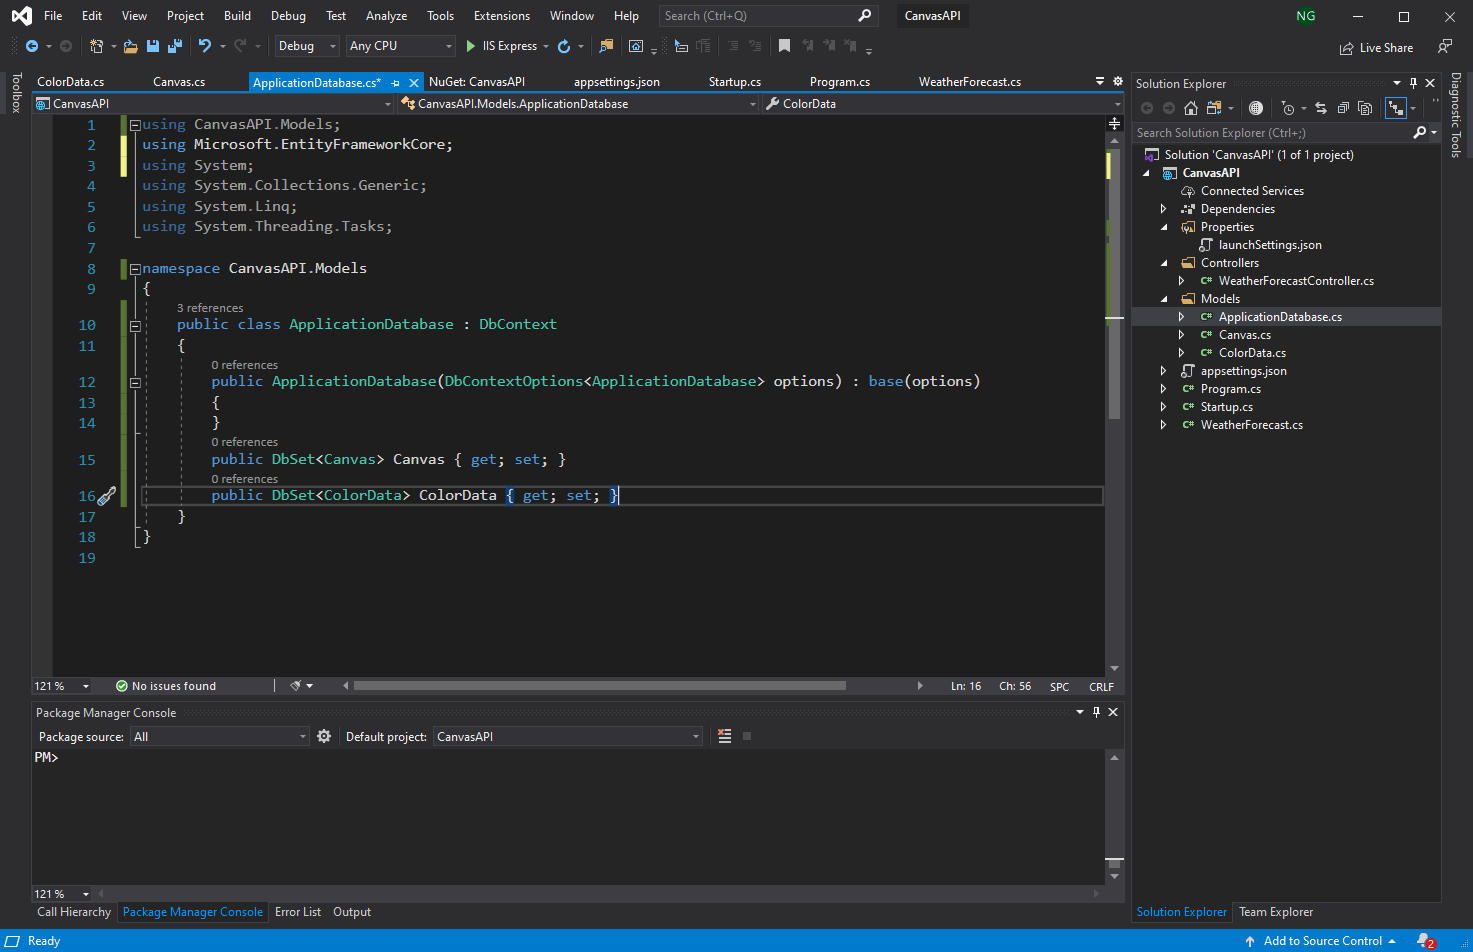 File Edit View Project Build Debug Test Analyze Tools Extensions Window Help Search (Ctrl+Q) CanvasAPI NG
Debug Any CPU IIS Express Live Share
Toolbox
ColorData.cs Canvas.cs ApplicationDatabase.cs* NuGet: CanvasAPI appsettings.json Startup.cs Program.cs WeatherForecast.cs
CanvasAPI CanvasAPI.Models.ApplicationDatabase ColorData
1 using CanvasAPI.Models;
2 using Microsoft.EntityFrameworkCore;
3 using System;
4 using System.Collections.Generic;
5 using System.Linq;
6 using System.Threading.Tasks;
7
8 namespace CanvasAPI.Models
9 {
3 references
10 public class ApplicationDatabase : DbContext
11 {
0 references
12 public ApplicationDatabase(DbContextOptions<ApplicationDatabase> options) : base(options)
13 {
14 }
0 references
15 public DbSet<Canvas> Canvas { get; set; }
0 references
16 public DbSet<ColorData> ColorData { get; set; }
17 }
18 }
19
121 % No issues found Ln: 16 Ch: 56 SPC CRLF
Package Manager Console
Package source: All Default project: CanvasAPI
PM>
121 %
Call Hierarchy Package Manager Console Error List Output
Solution Explorer
Search Solution Explorer (Ctrl+;)
Solution 'CanvasAPI' (1 of 1 project)
CanvasAPI
Connected Services
Dependencies
Properties
launchSettings.json
Controllers
C# WeatherForecastController.cs
Models
C# ApplicationDatabase.cs
C# Canvas.cs
C# ColorData.cs
appsettings.json
C# Program.cs
C# Startup.cs
C# WeatherForecast.cs
Solution Explorer Team Explorer
Diagnostic Tools
Ready Add to Source Control 2